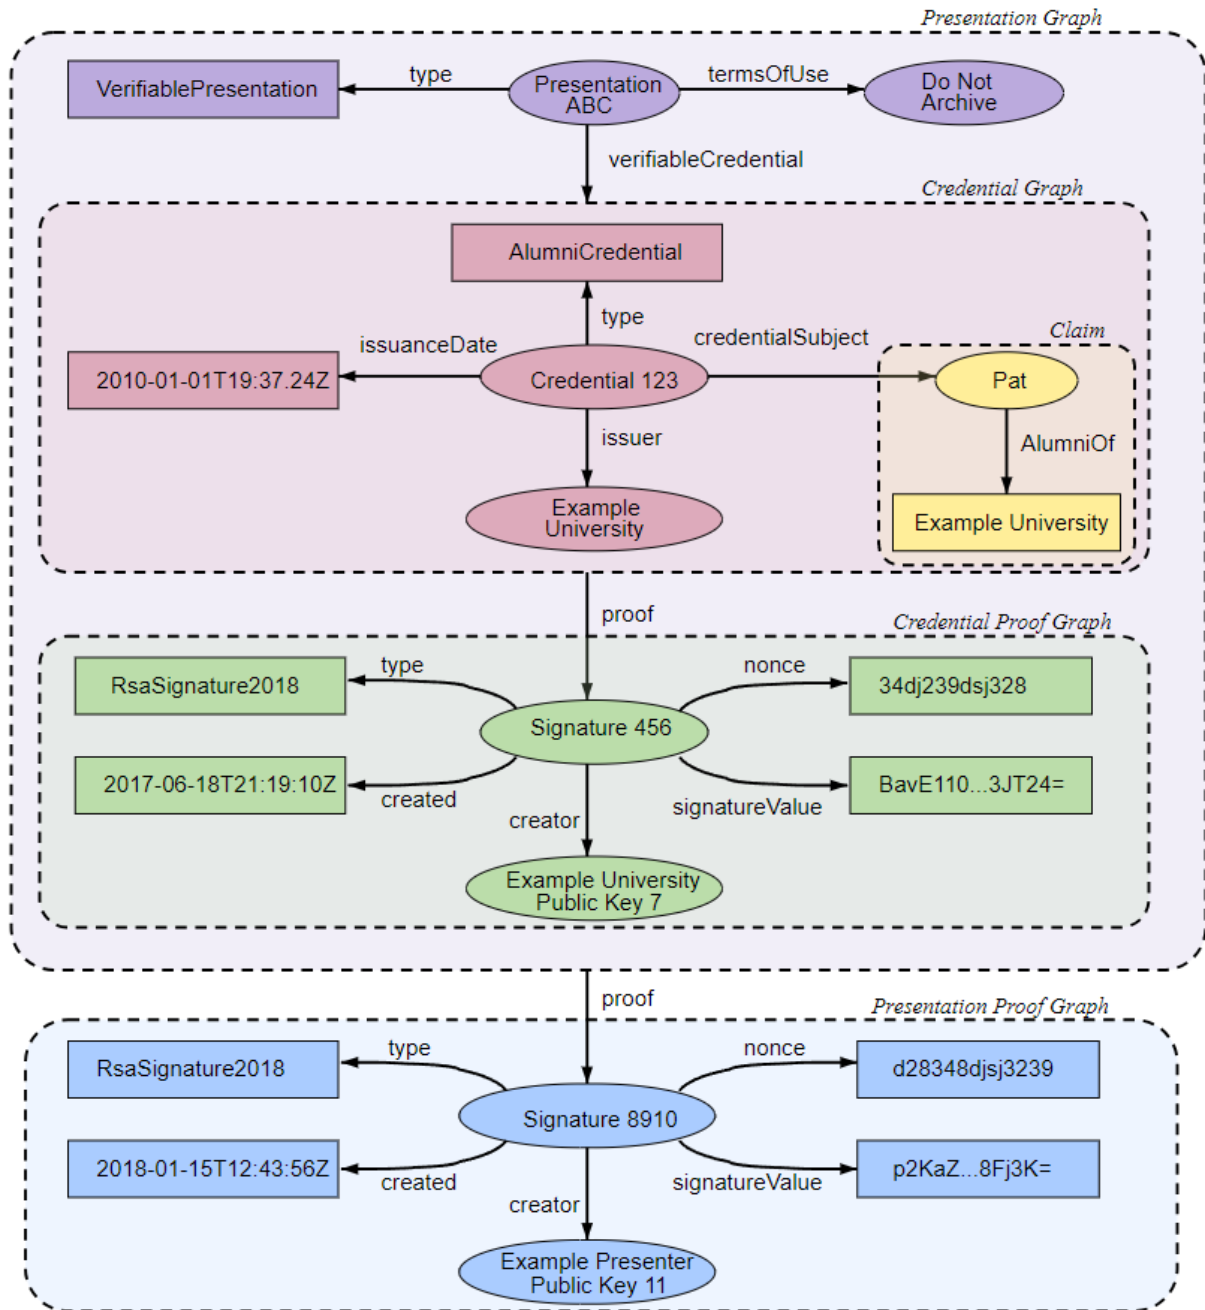 Presentation Graph
VerifiablePresentation
type
Presentation
ABC
termsOfUse
Do Not
Archive
verifiableCredential
Credential Graph
AlumniCredential
type
issuanceDate
credentialSubject
Claim
2010-01-01T19:37.24Z
Credential 123
Pat
issuer
AlumniOf
Example
University
Example University
proof
Credential Proof Graph
RsaSignature2018
type
nonce
34dj239dsj328
Signature 456
2017-06-18T21:19:10Z
created
signatureValue
BavE110...3JT24=
creator
Example University
Public Key 7
proof
Presentation Proof Graph
RsaSignature2018
type
nonce
d28348djsj3239
Signature 8910
2018-01-15T12:43:56Z
created
signatureValue
p2KaZ...8Fj3K=
creator
Example Presenter
Public Key 11